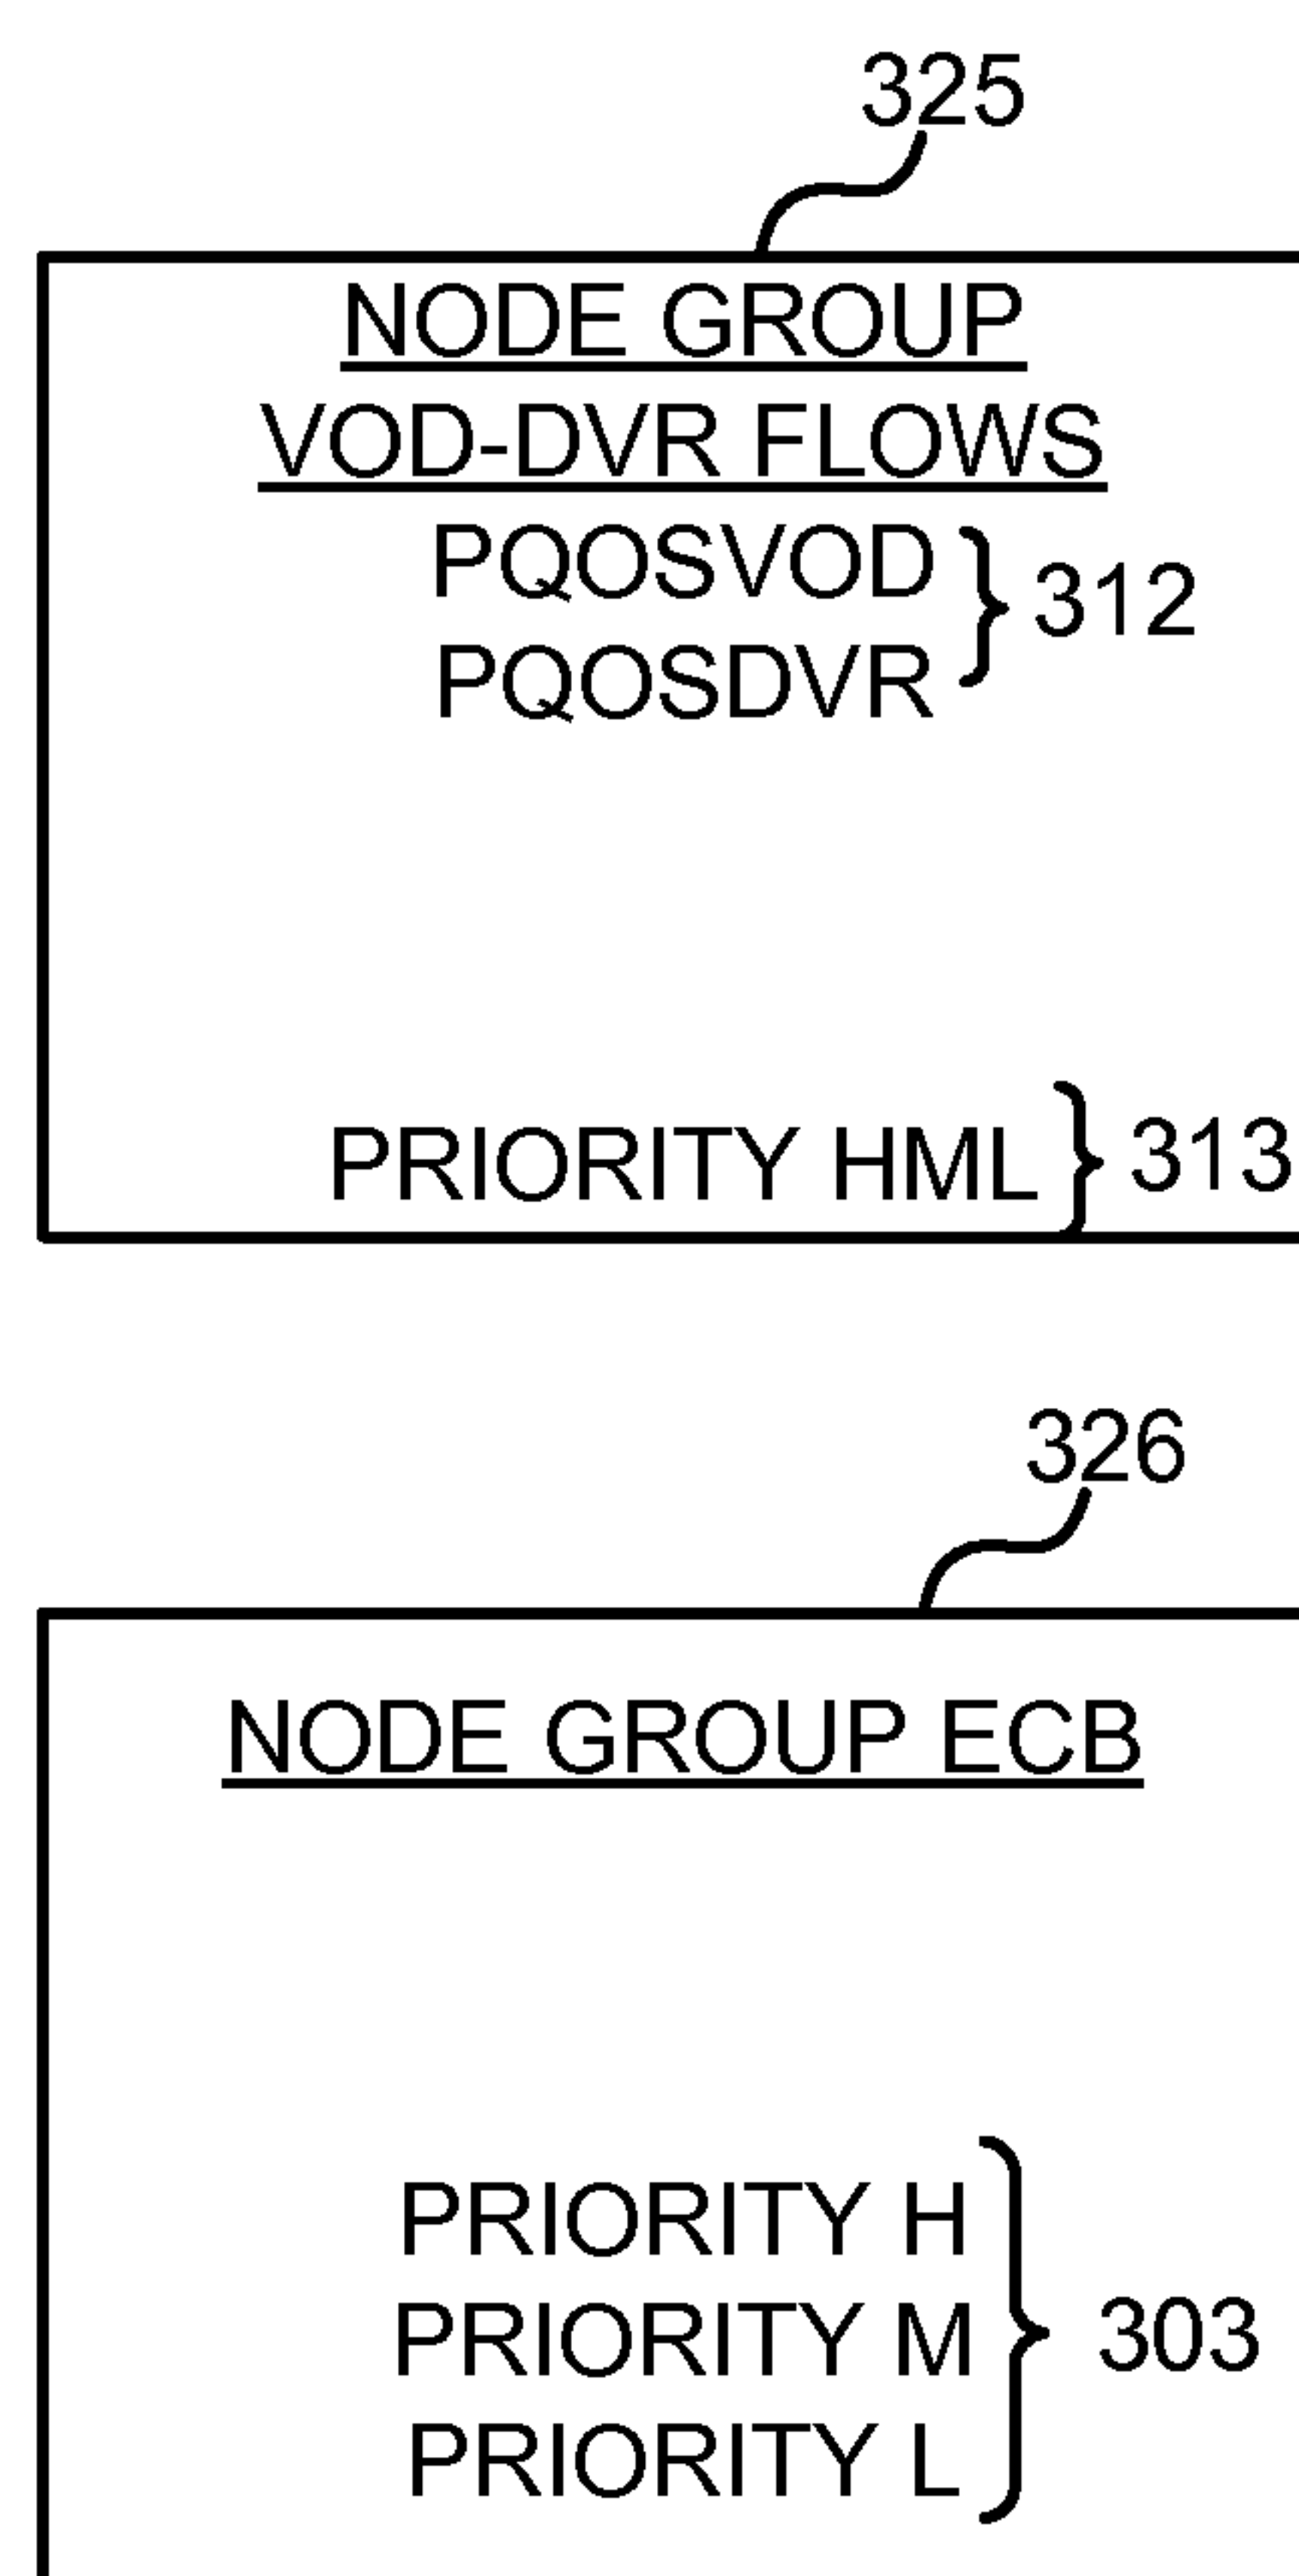 325
NODE GROUP
VOD-DVR FLOWS
PQOSVOD
PQOSDVR
312
PRIORITY HML
313
326
NODE GROUP ECB
PRIORITY H
PRIORITY M
PRIORITY L
303